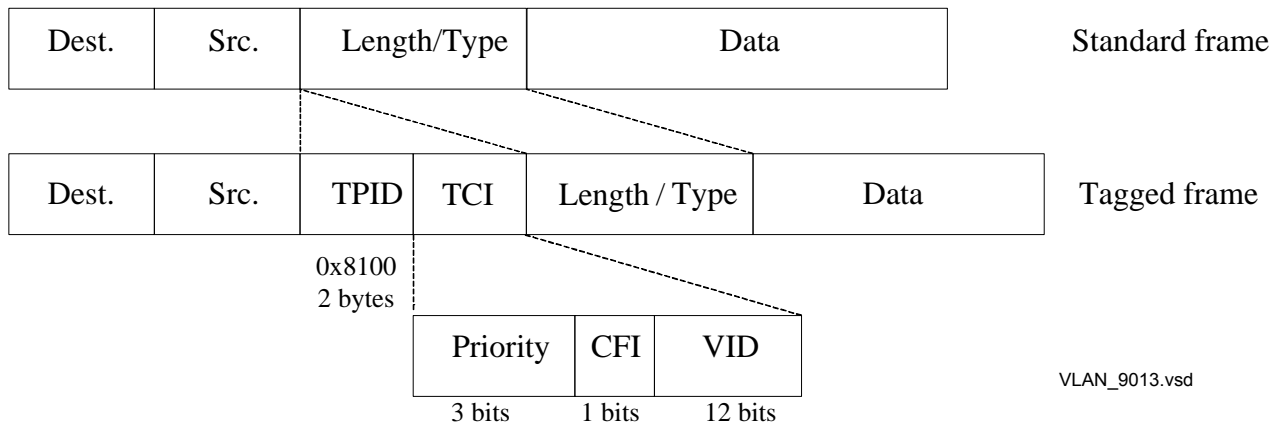 Dest. Src. Length/Type Data Standard frame
Dest. Src. TPID TCI Length / Type Data Tagged frame
0x8100
2 bytes
Priority CFI VID
VLAN_9013.vsd
3 bits 1 bits 12 bits